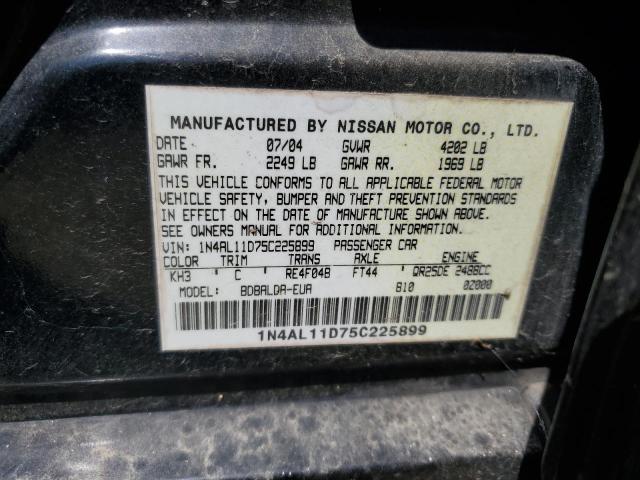 MANUFACTURED BY NISSAN MOTOR CO., LTD.
DATE 07/04 GVWR 4202 LB
GAWR FR. 2249 LB GAWR RR. 1969 LB
THIS VEHICLE CONFORMS TO ALL APPLICABLE FEDERAL MOTOR
VEHICLE SAFETY, BUMPER AND THEFT PREVENTION STANDARDS
IN EFFECT ON THE DATE OF MANUFACTURE SHOWN ABOVE.
SEE OWNERS MANUAL FOR ADDITIONAL INFORMATION.
VIN: 1N4AL11D75C225899 PASSENGER CAR
COLOR TRIM TRANS AXLE ENGINE
KH3 C RE4F04B FT44 QR25DE 2488CC
MODEL: BDBALDA-EUA 810 02000
1N4AL11D75C225899